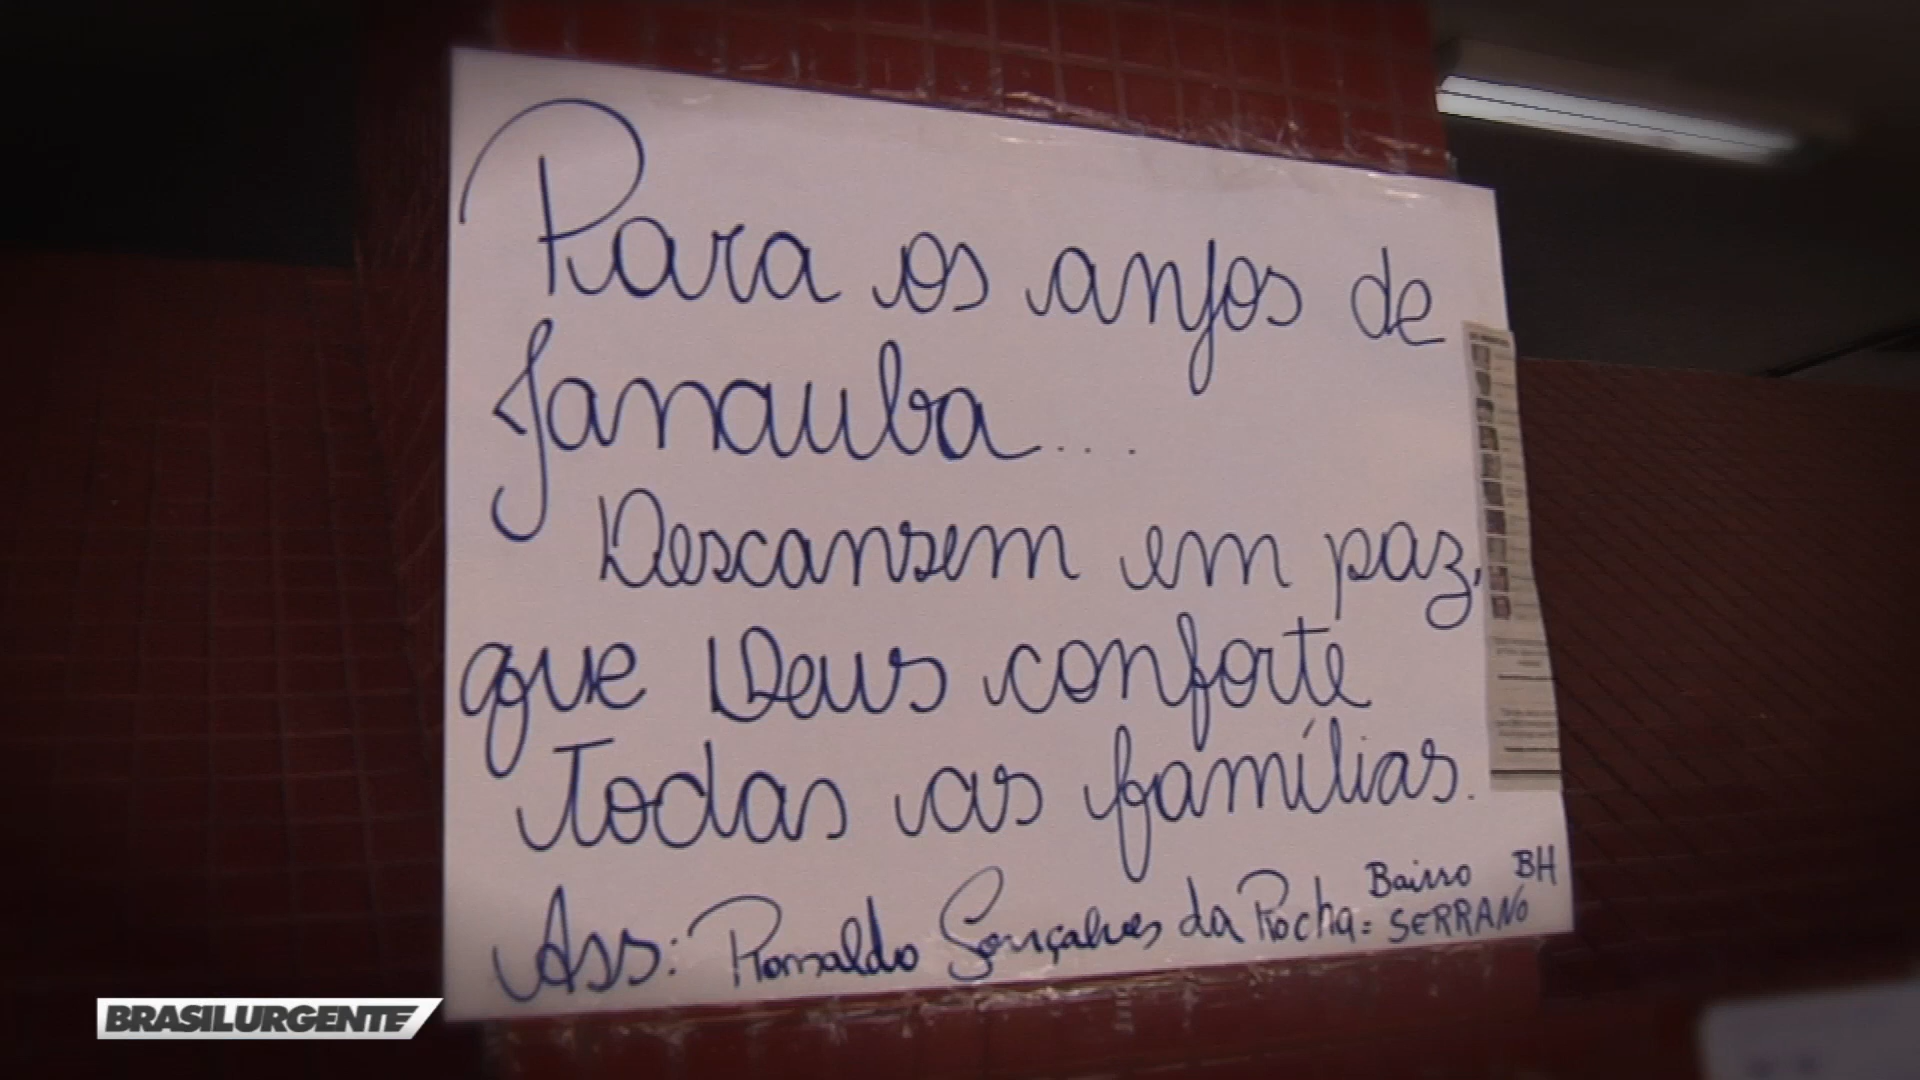 Para os anjos de
Janauba...
Descansem em paz,
que Deus conforte
Todas as famílias.
Ass: Ronaldo Gonçalves da Rocha = Bairro BH
SERRANO
BRASILURGENTE